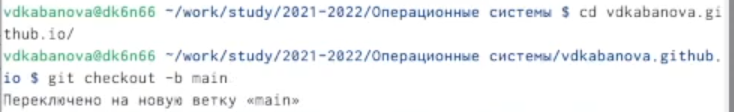 vdkabanova@dk6n66 ~/work/study/2021-2022/Операционные системы $ cd vdkabanova.gi
thub.io/
vdkabanova@dk6n66 ~/work/study/2021-2022/Операционные системы/vdkabanova.github.
io $ git checkout -b main
Переключено на новую ветку «main»